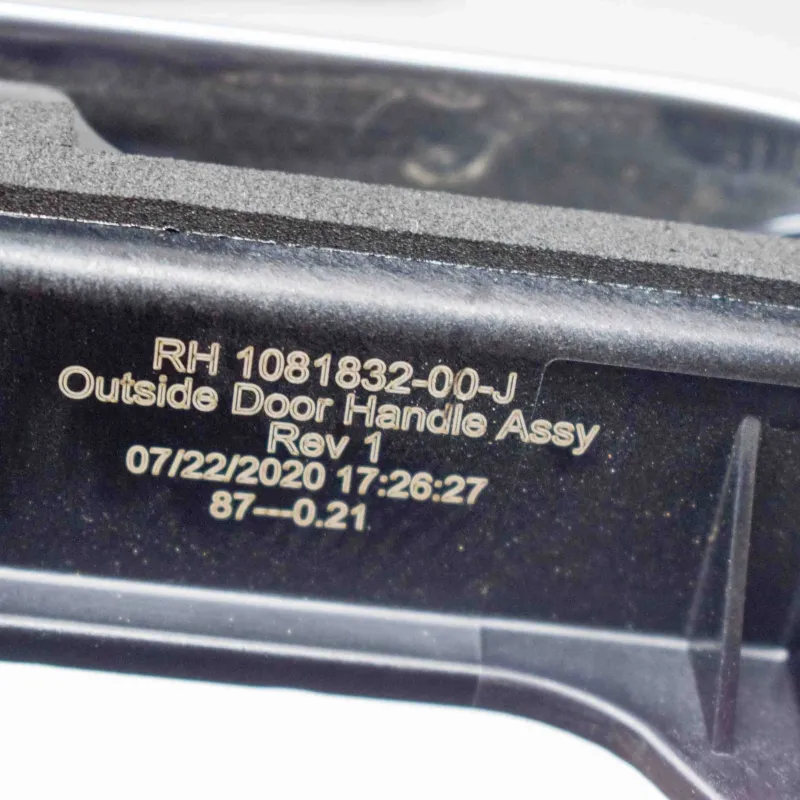 RH 1081832-00-J
Outside Door Handle Assy
Rev 1
07/22/2020 17:26:27
87---0.21